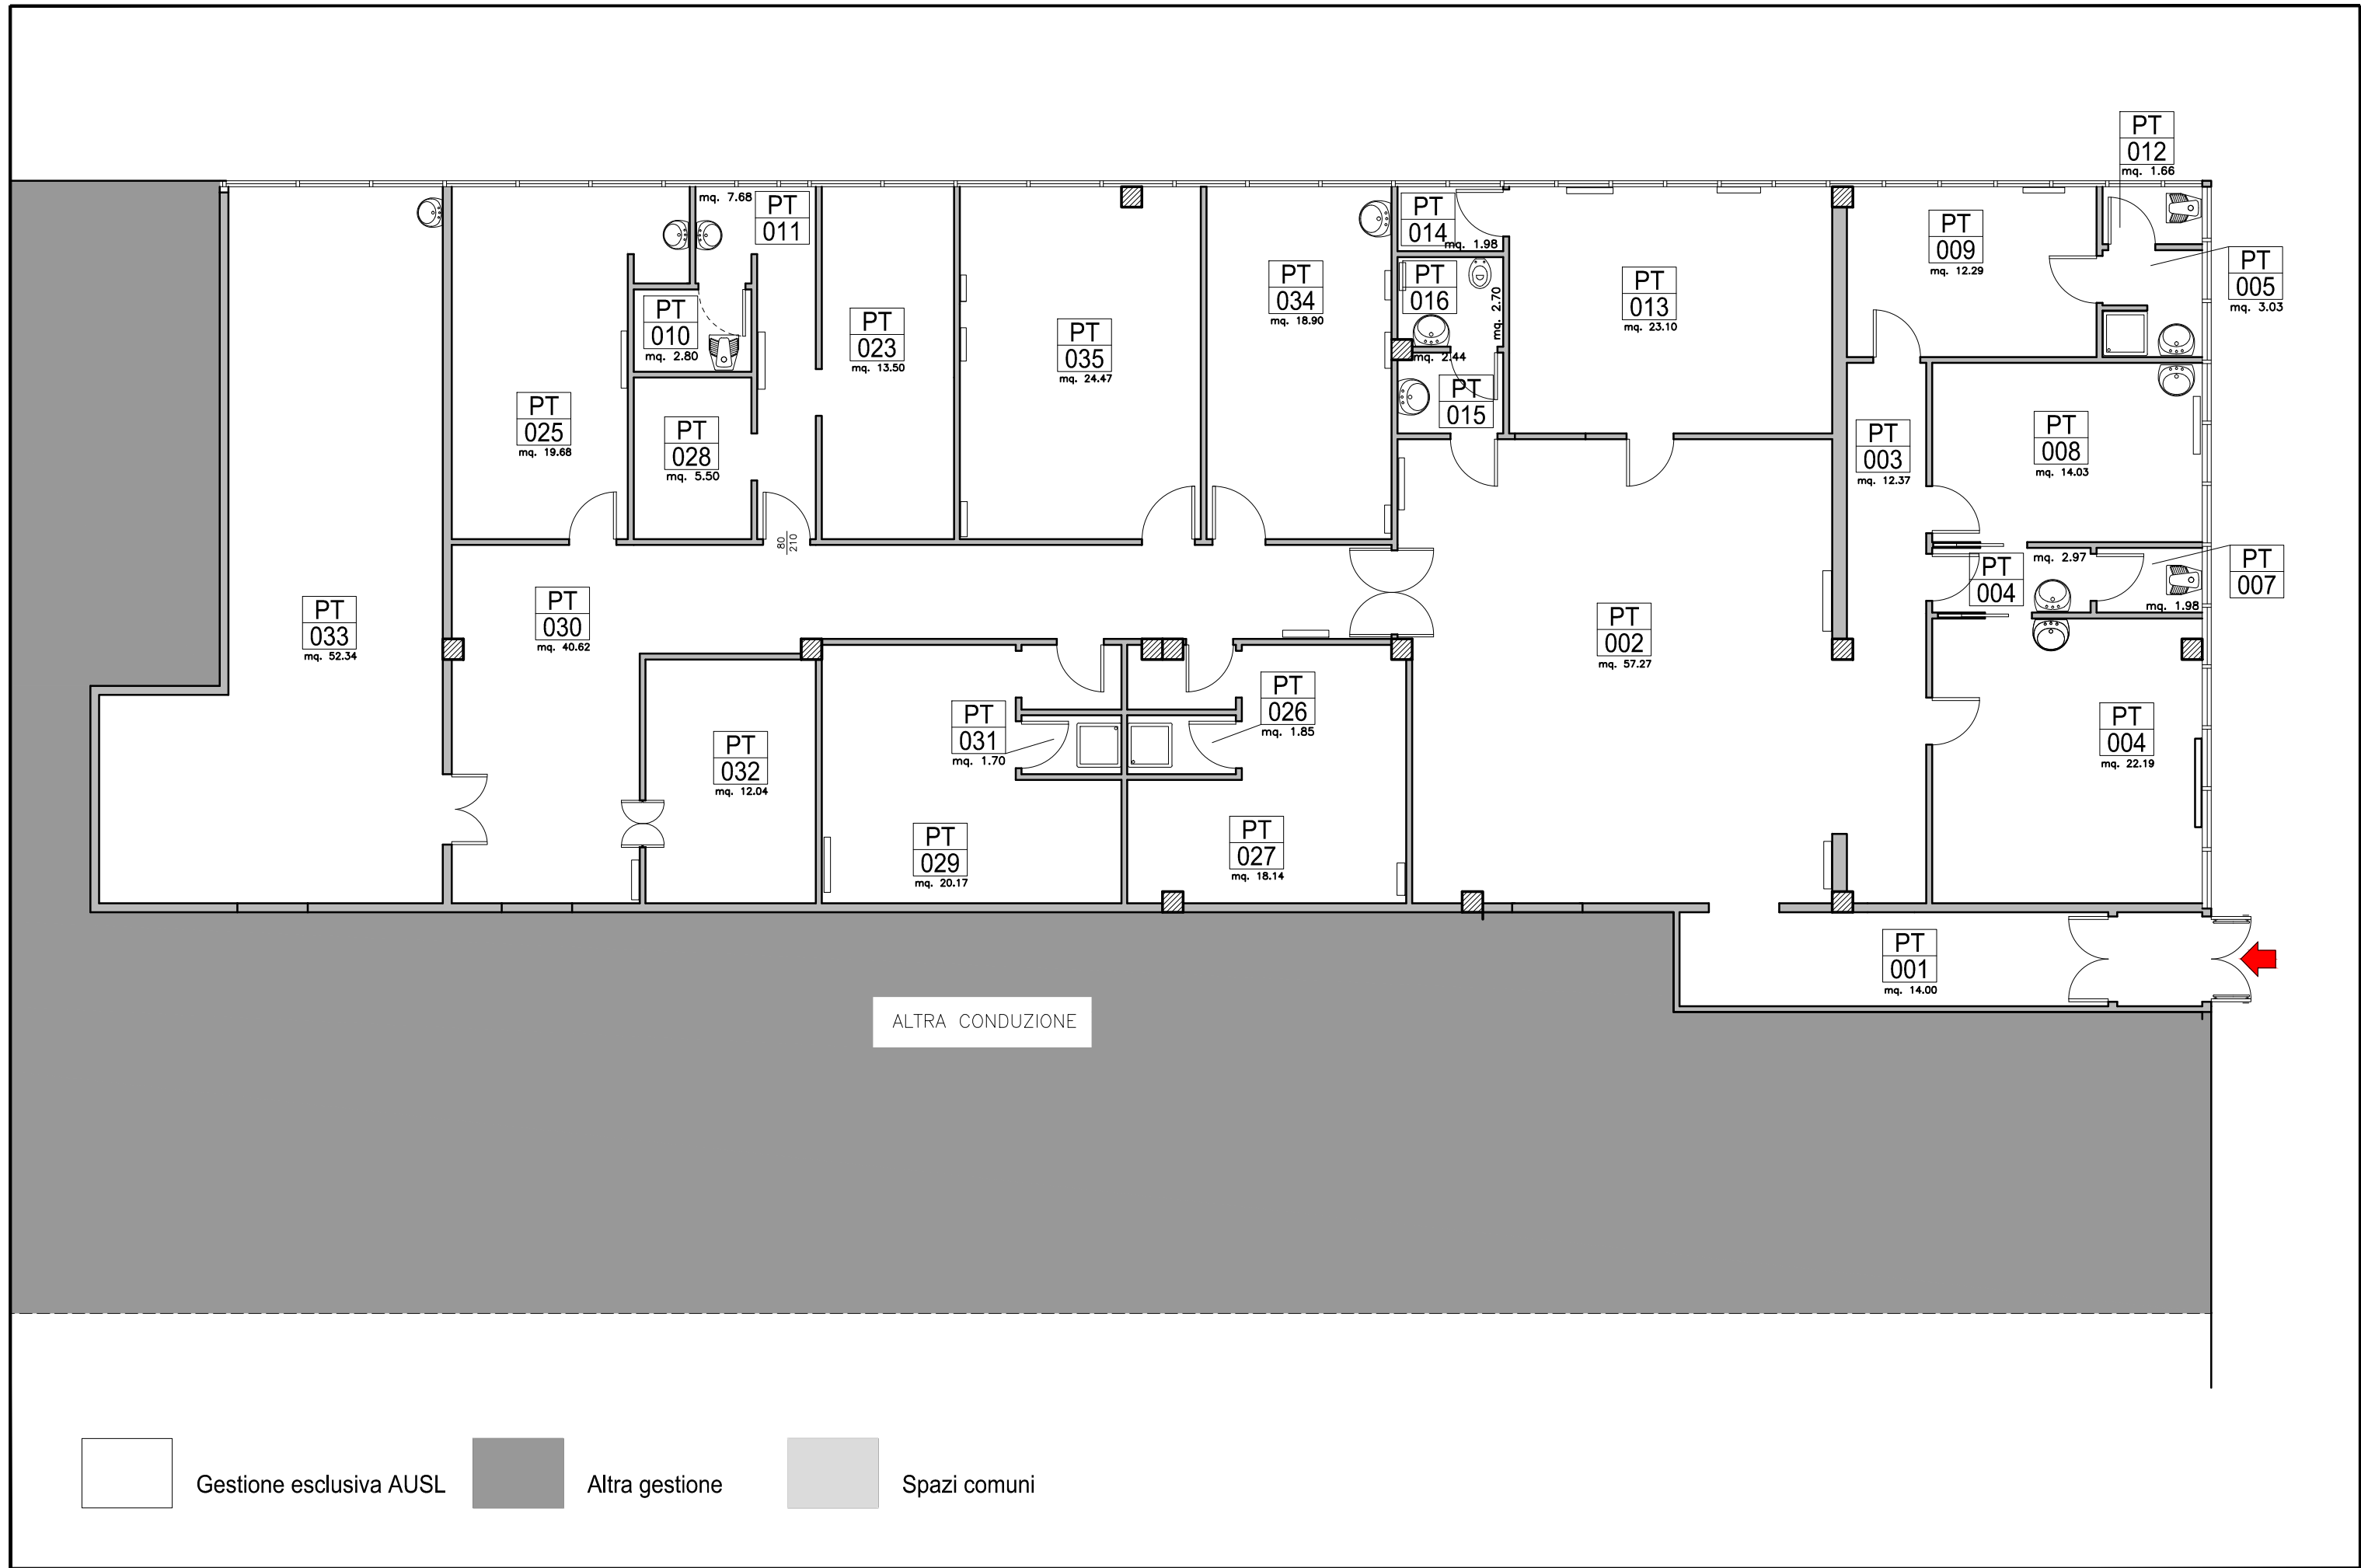 PT
012
mq. 1.66
mq. 7.68
PT
011
PT
014
mq. 1.98
PT
009
mq. 12.29
PT
005
mq. 3.03
PT
010
mq. 2.80
PT
023
mq. 13.50
PT
035
mq. 24.47
PT
034
mq. 18.90
PT
016
mq. 2.70
PT
013
mq. 23.10
mq. 2.44
PT
015
PT
025
mq. 19.68
PT
028
mq. 5.50
PT
003
mq. 12.37
PT
008
mq. 14.03
80
210
PT
004
mq. 2.97
PT
007
mq. 1.98
PT
033
mq. 52.34
PT
030
mq. 40.62
PT
002
mq. 57.27
PT
032
mq. 12.04
PT
031
mq. 1.70
PT
026
mq. 1.85
PT
004
mq. 22.19
PT
029
mq. 20.17
PT
027
mq. 18.14
PT
001
mq. 14.00
ALTRA CONDUZIONE
Gestione esclusiva AUSL
Altra gestione
Spazi comuni